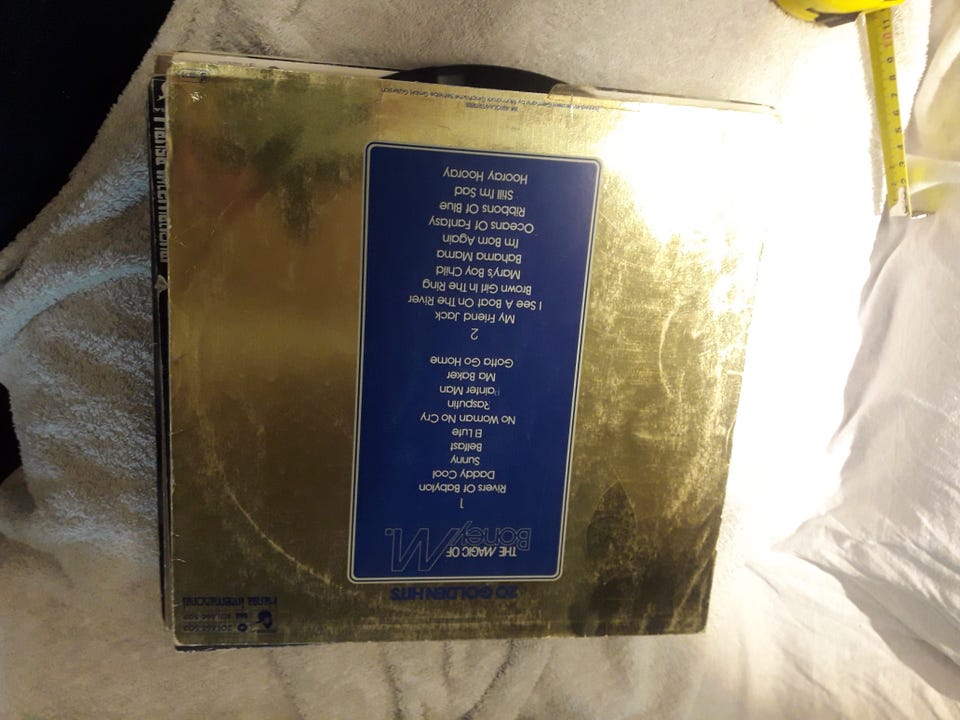 20 GOLDEN HITS
THE MAGIC OF
Boney M.
1
Rivers Of Babylon
Daddy Cool
Sunny
Belfast
El Lute
No Woman No Cry
Rasputin
Painter Man
Ma Baker
Gotta Go Home
2
My Friend Jack
I See A Boat On The River
Brown Girl In The Ring
Mary's Boy Child
Bahama Mama
I'm Born Again
Oceans Of Fantasy
Ribbons Of Blue
Still I'm Sad
Hooray Hooray